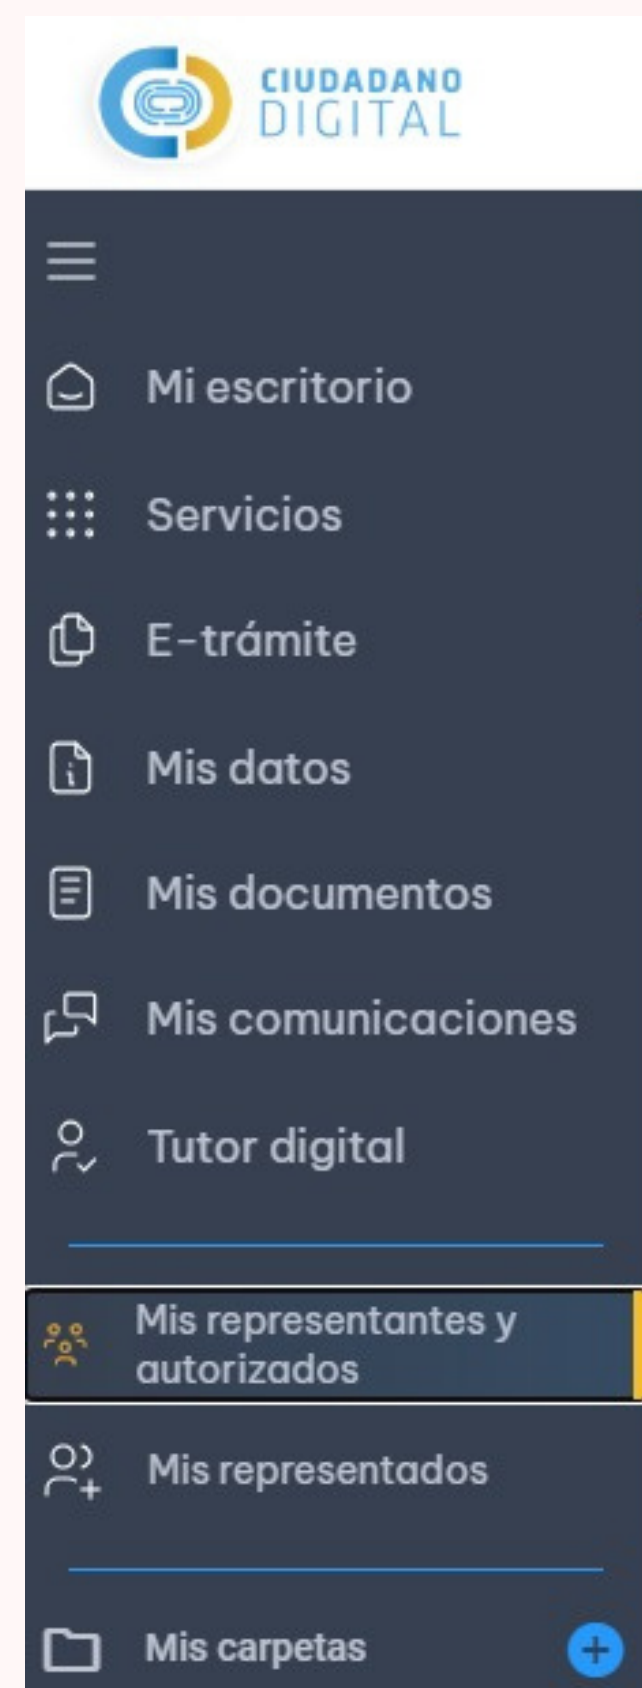 CIUDADANO
DIGITAL
Mi escritorio
Servicios
E-trámite
Mis datos
Mis documentos
Mis comunicaciones
Tutor digital
Mis representantes y
autorizados
Mis representados
Mis carpetas